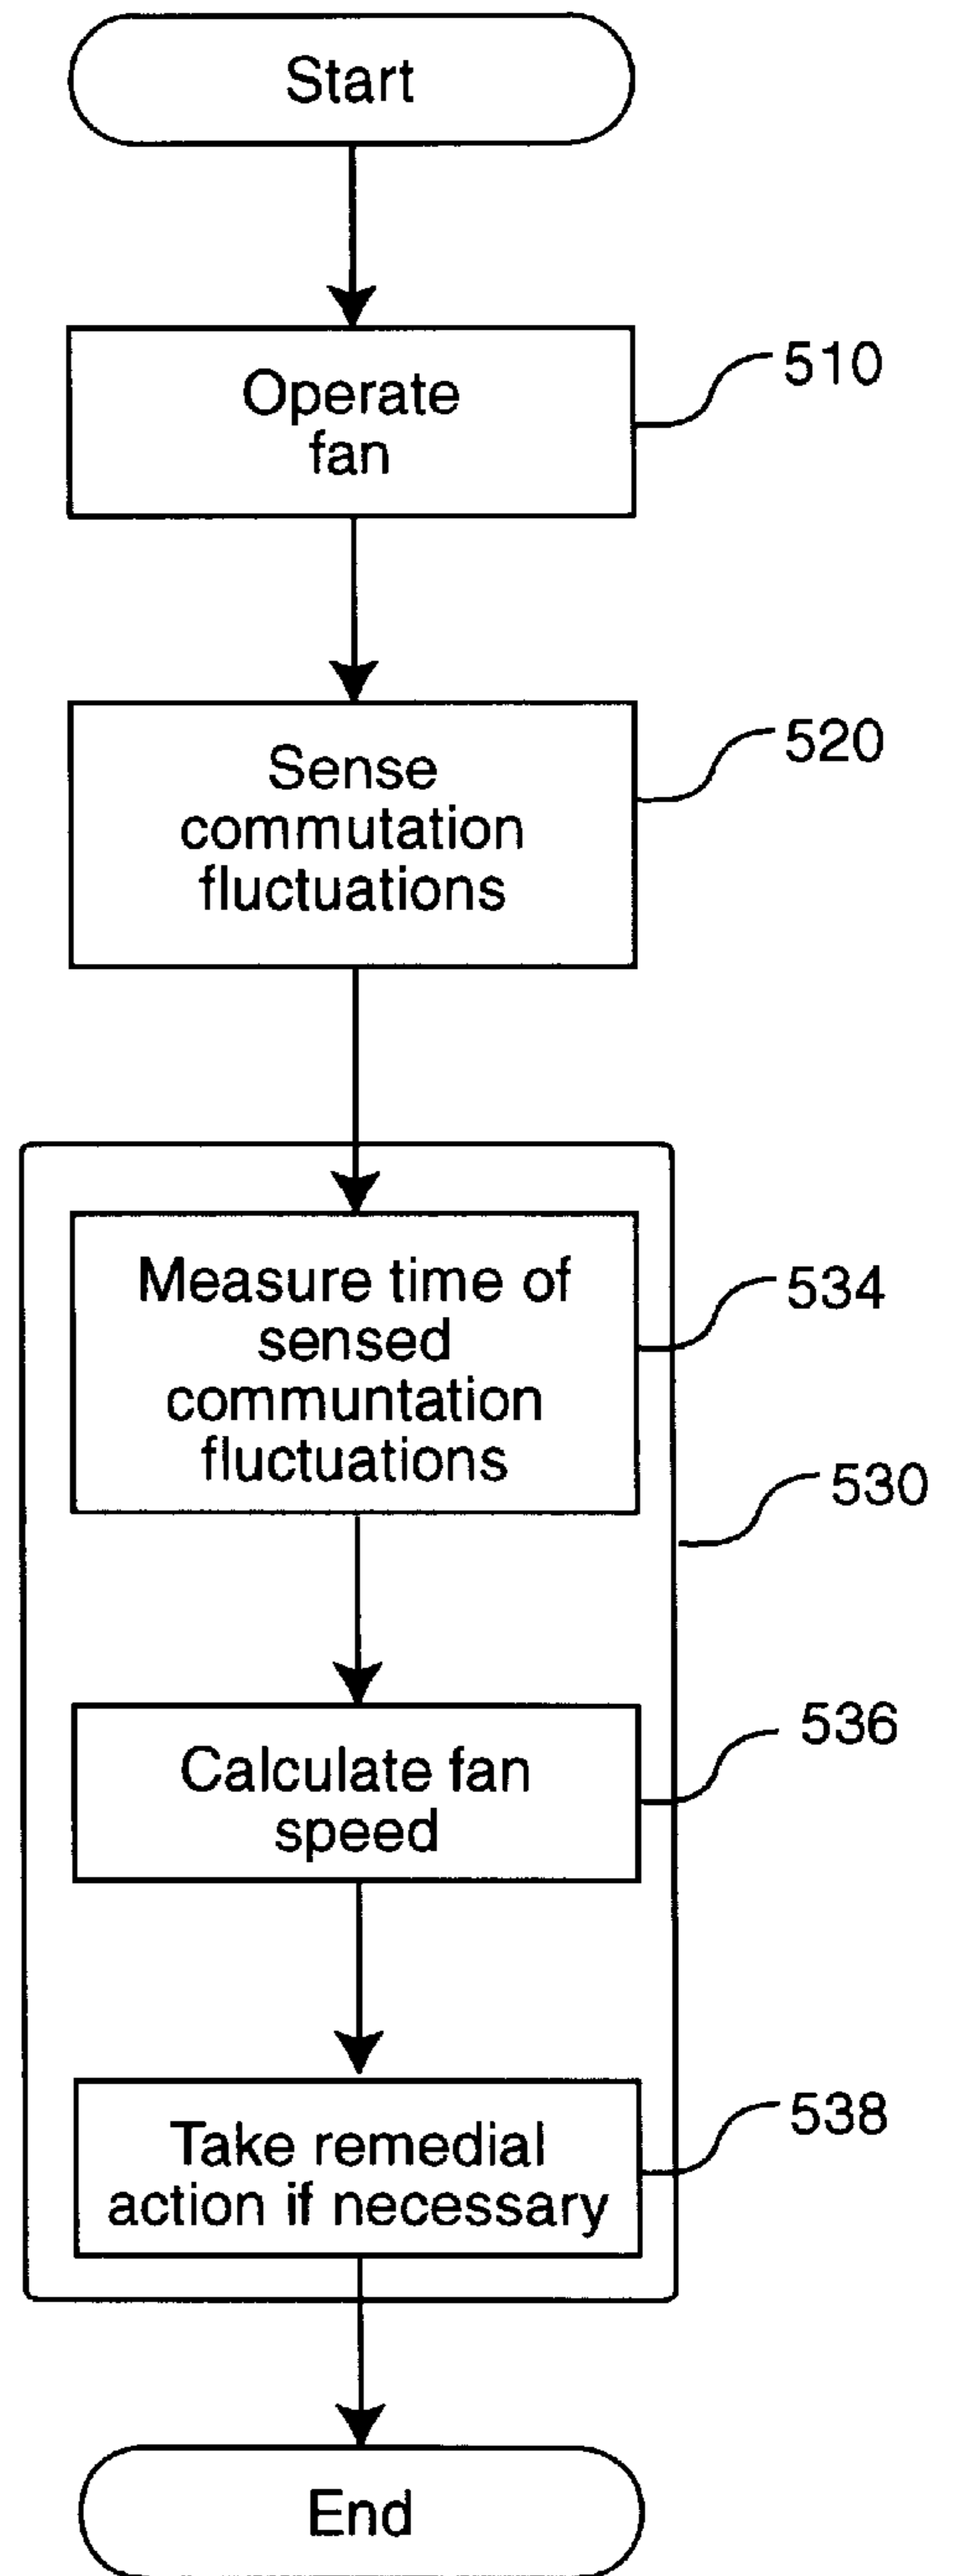 Start
Operate
fan
510
Sense
commutation
fluctuations
520
Measure time of
sensed
communtation
fluctuations
534
530
Calculate fan
speed
536
Take remedial
action if necessary
538
End